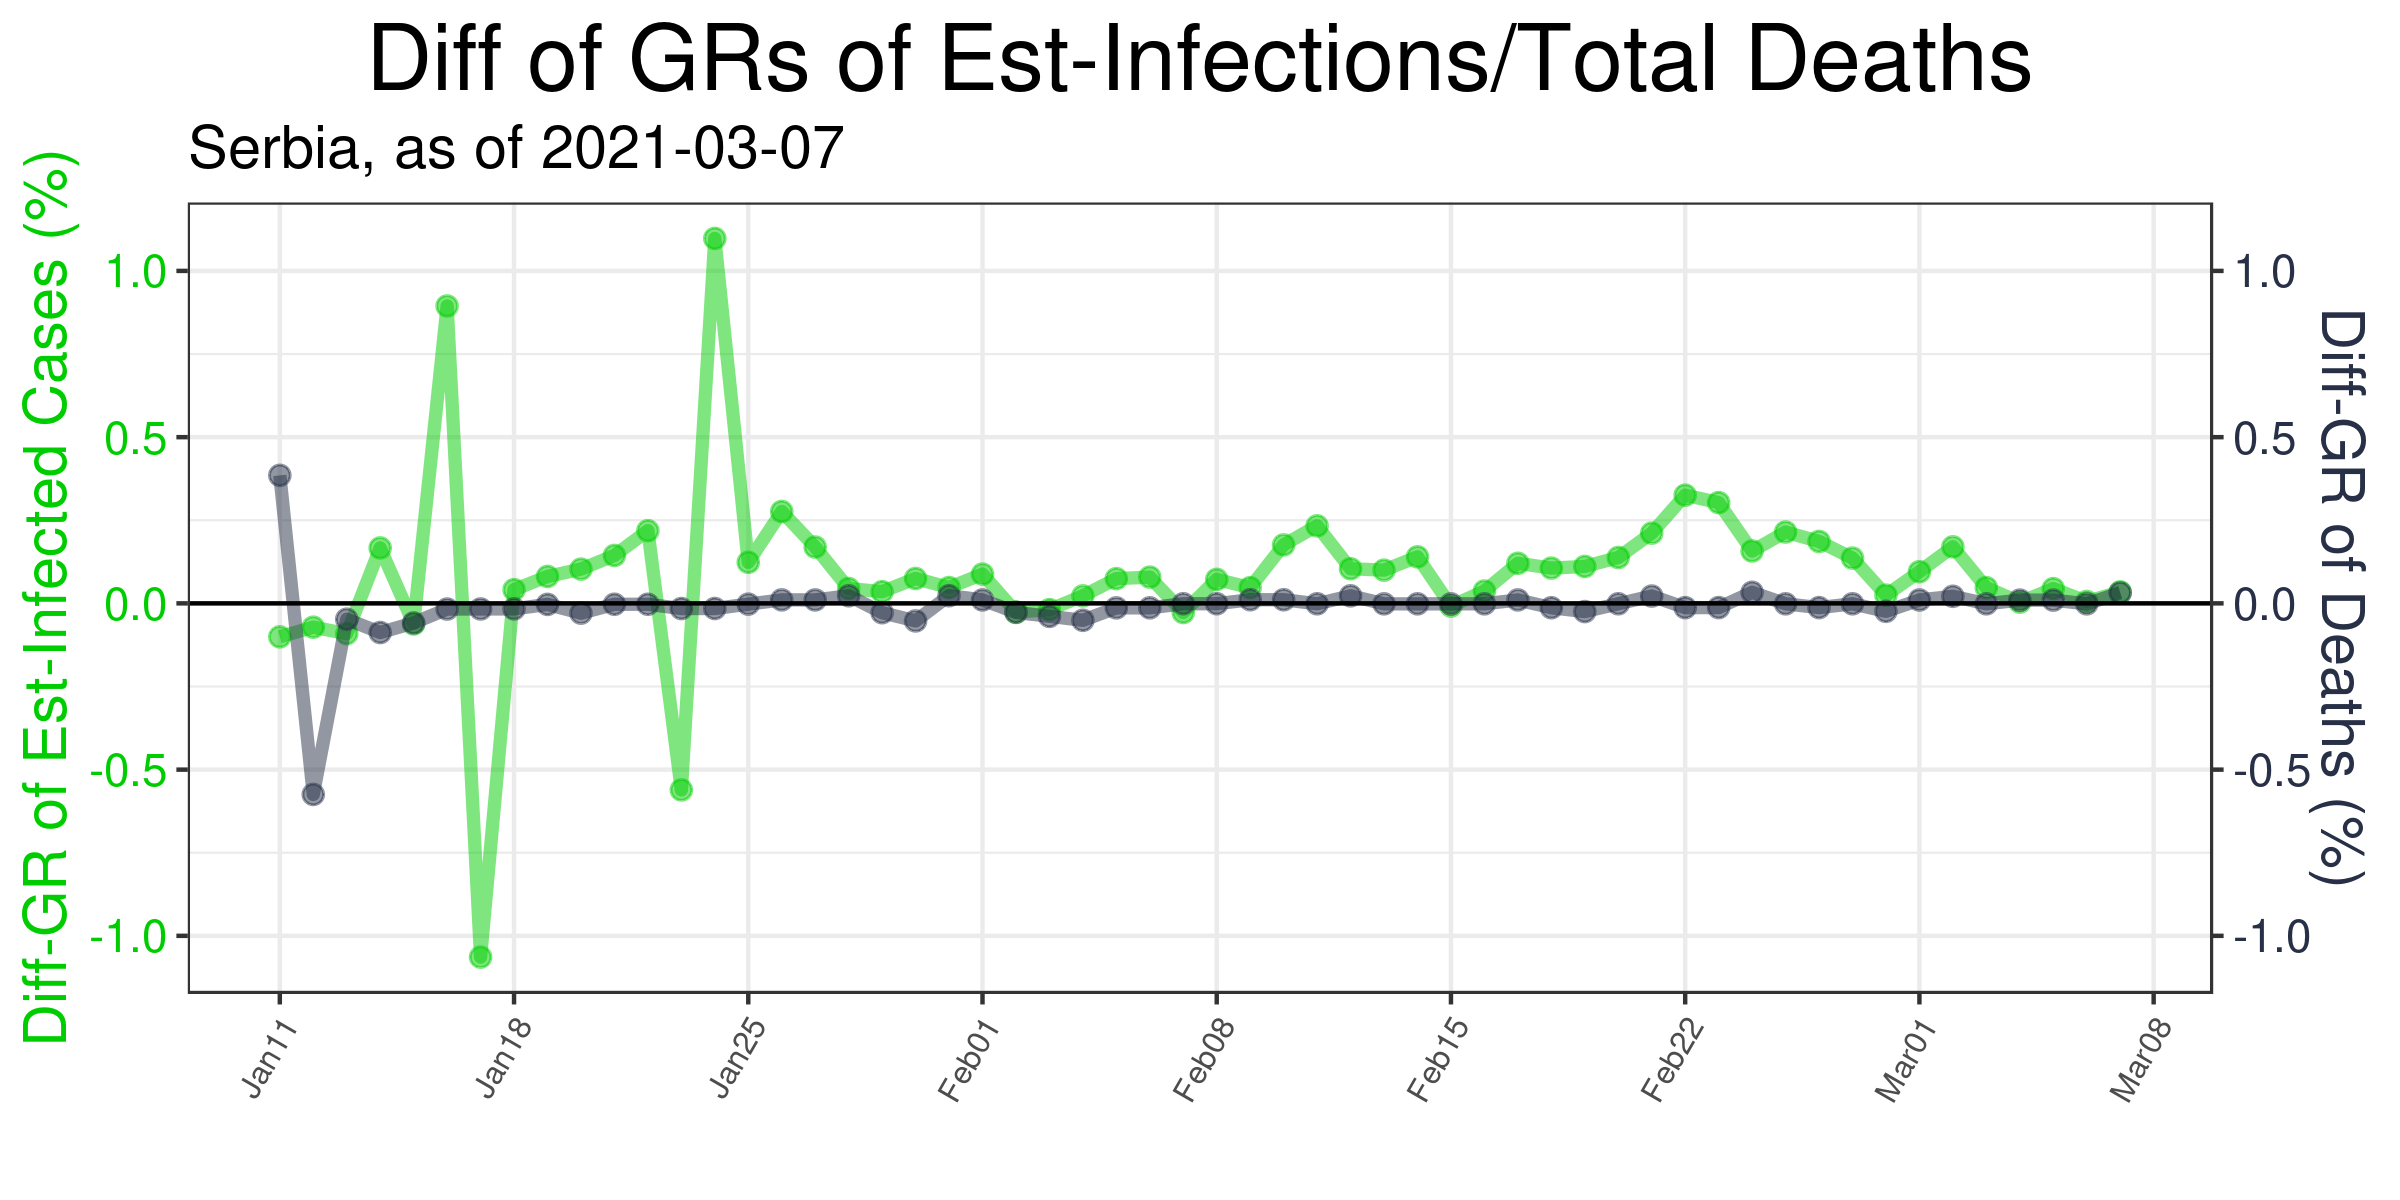 Diff of GRs of Est-Infections/Total Deaths
Serbia, as of 2021-03-07
Diff-GR of Est-Infected Cases (%)
1.0
0.5
0.0
-0.5
-1.0
1.0
0.5
0.0
-0.5
-1.0
Diff-GR of Deaths (%)
Jan11
Jan18
Jan25
Feb01
Feb08
Feb15
Feb22
Mar01
Mar08